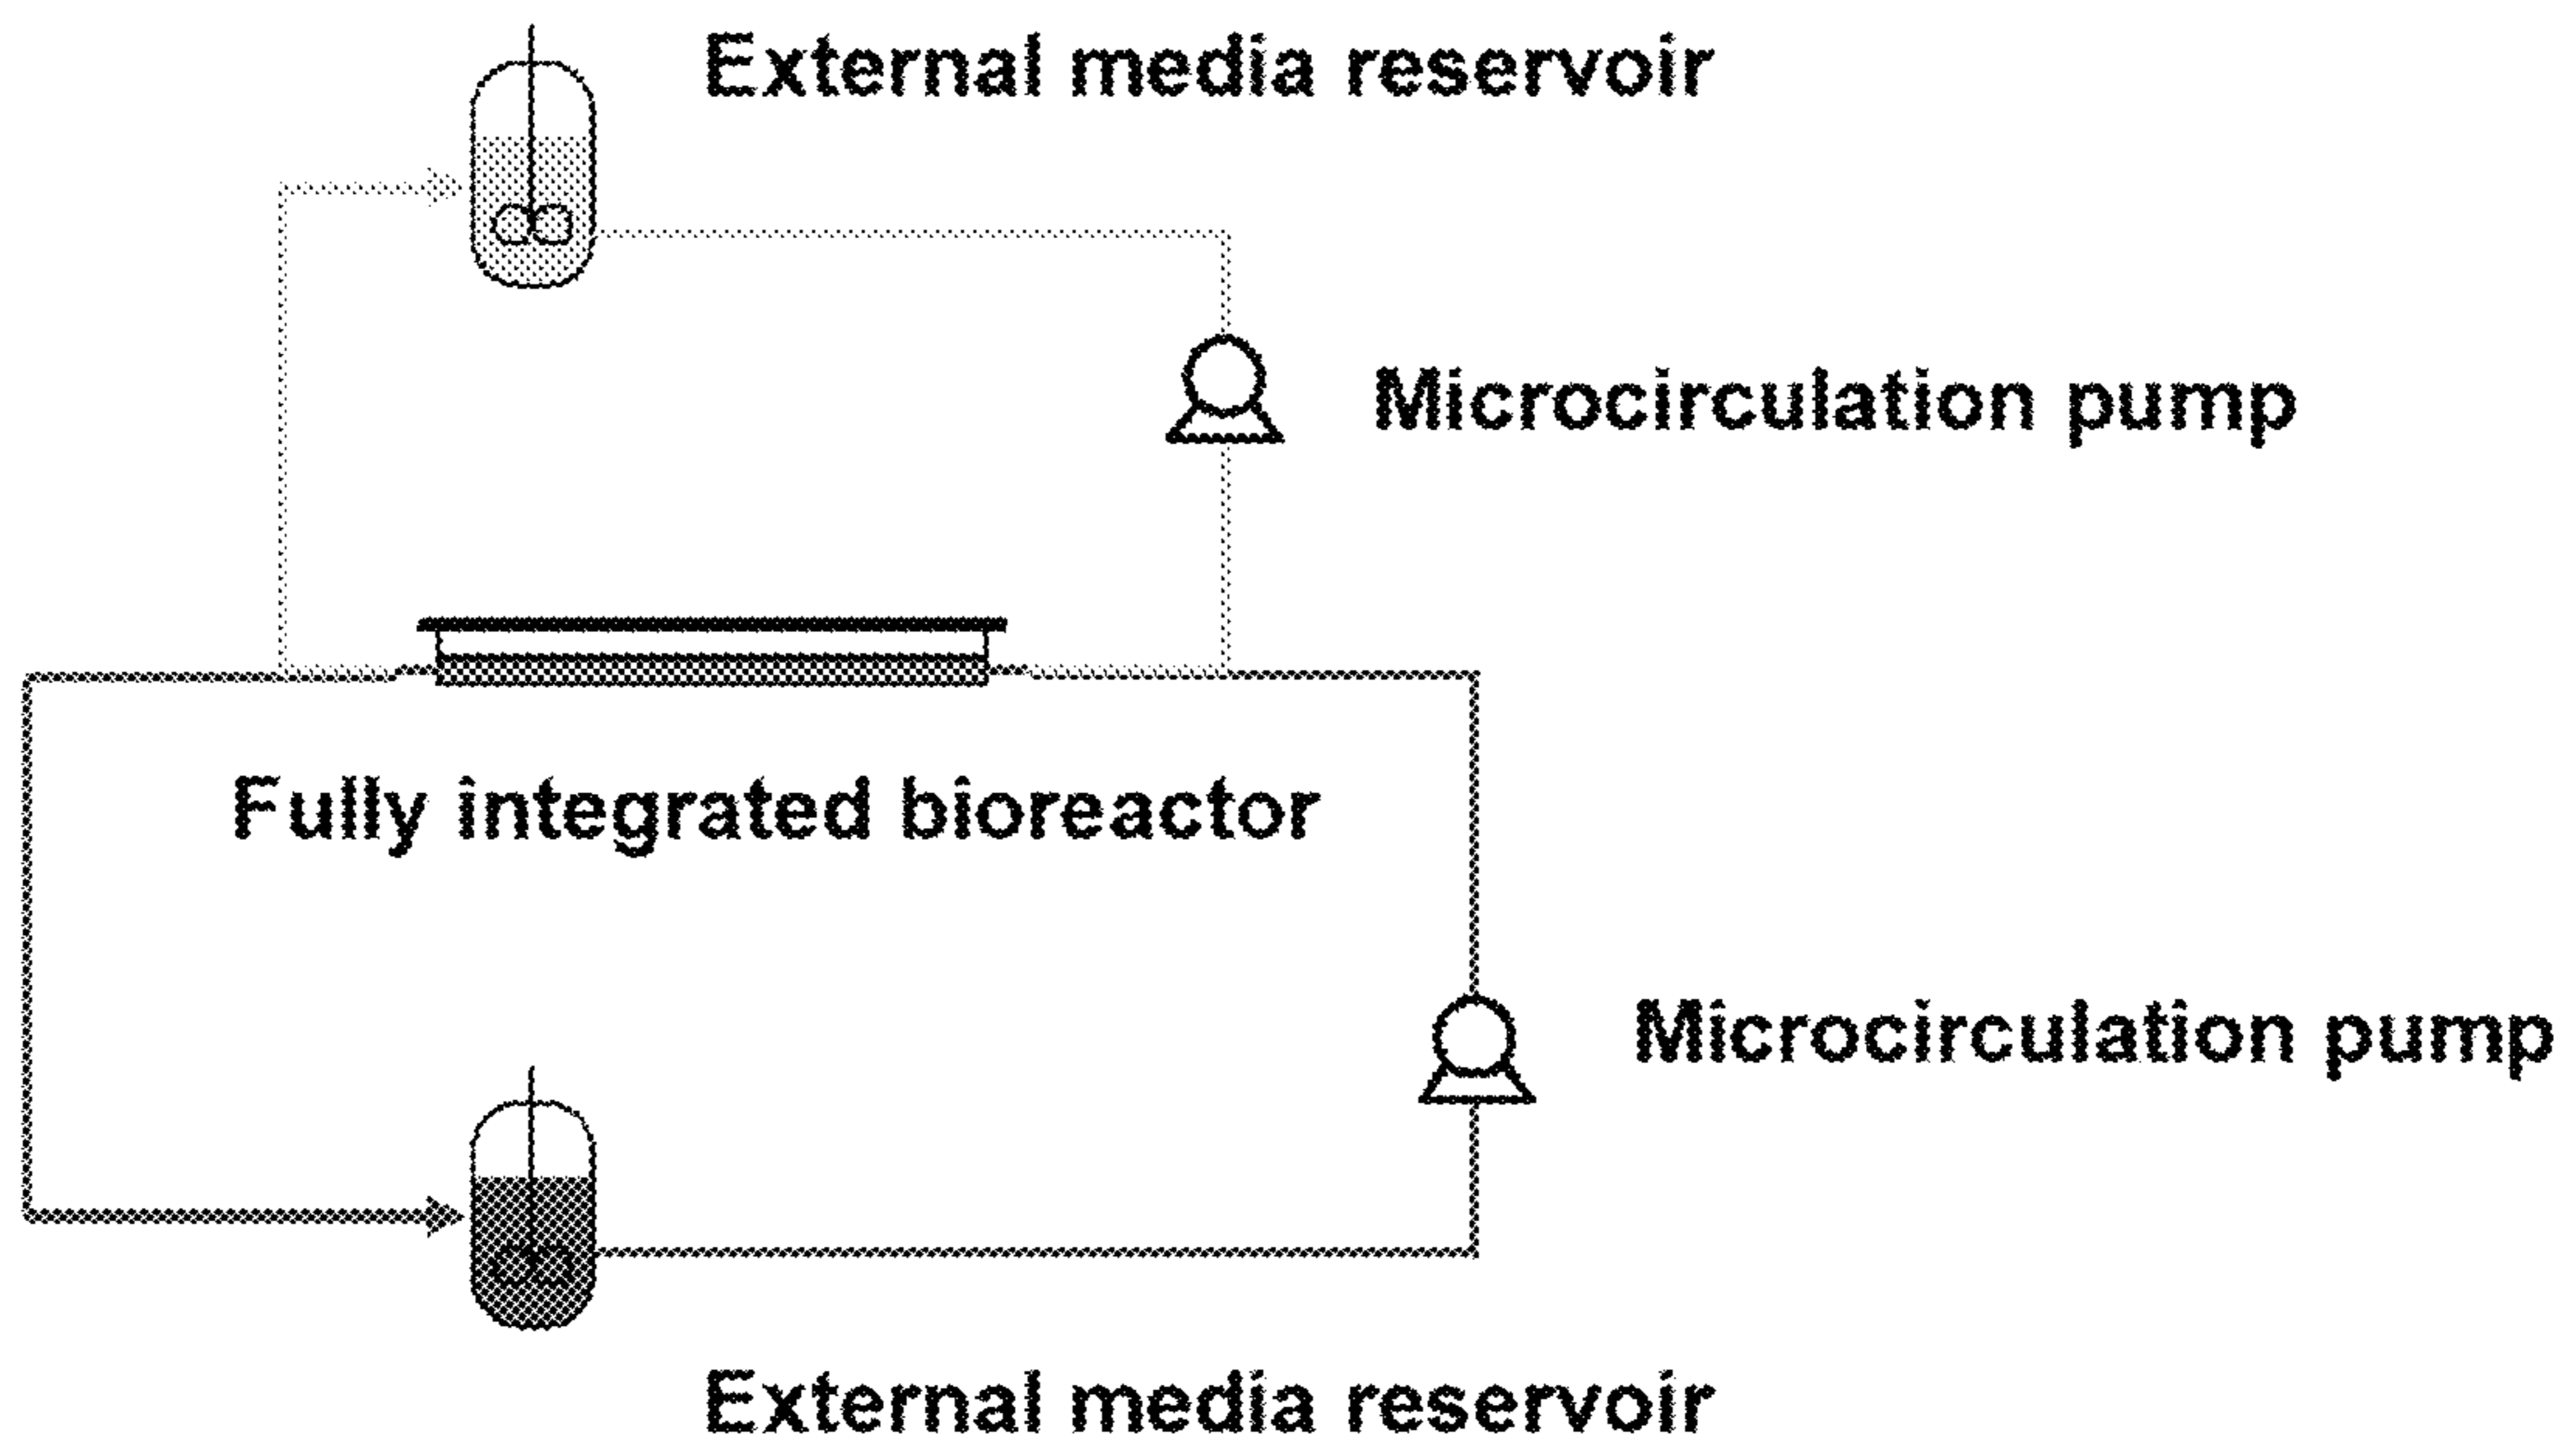 External media reservoir
Microcirculation pump
Fully integrated bioreactor
Microcirculation pump
External media reservoir